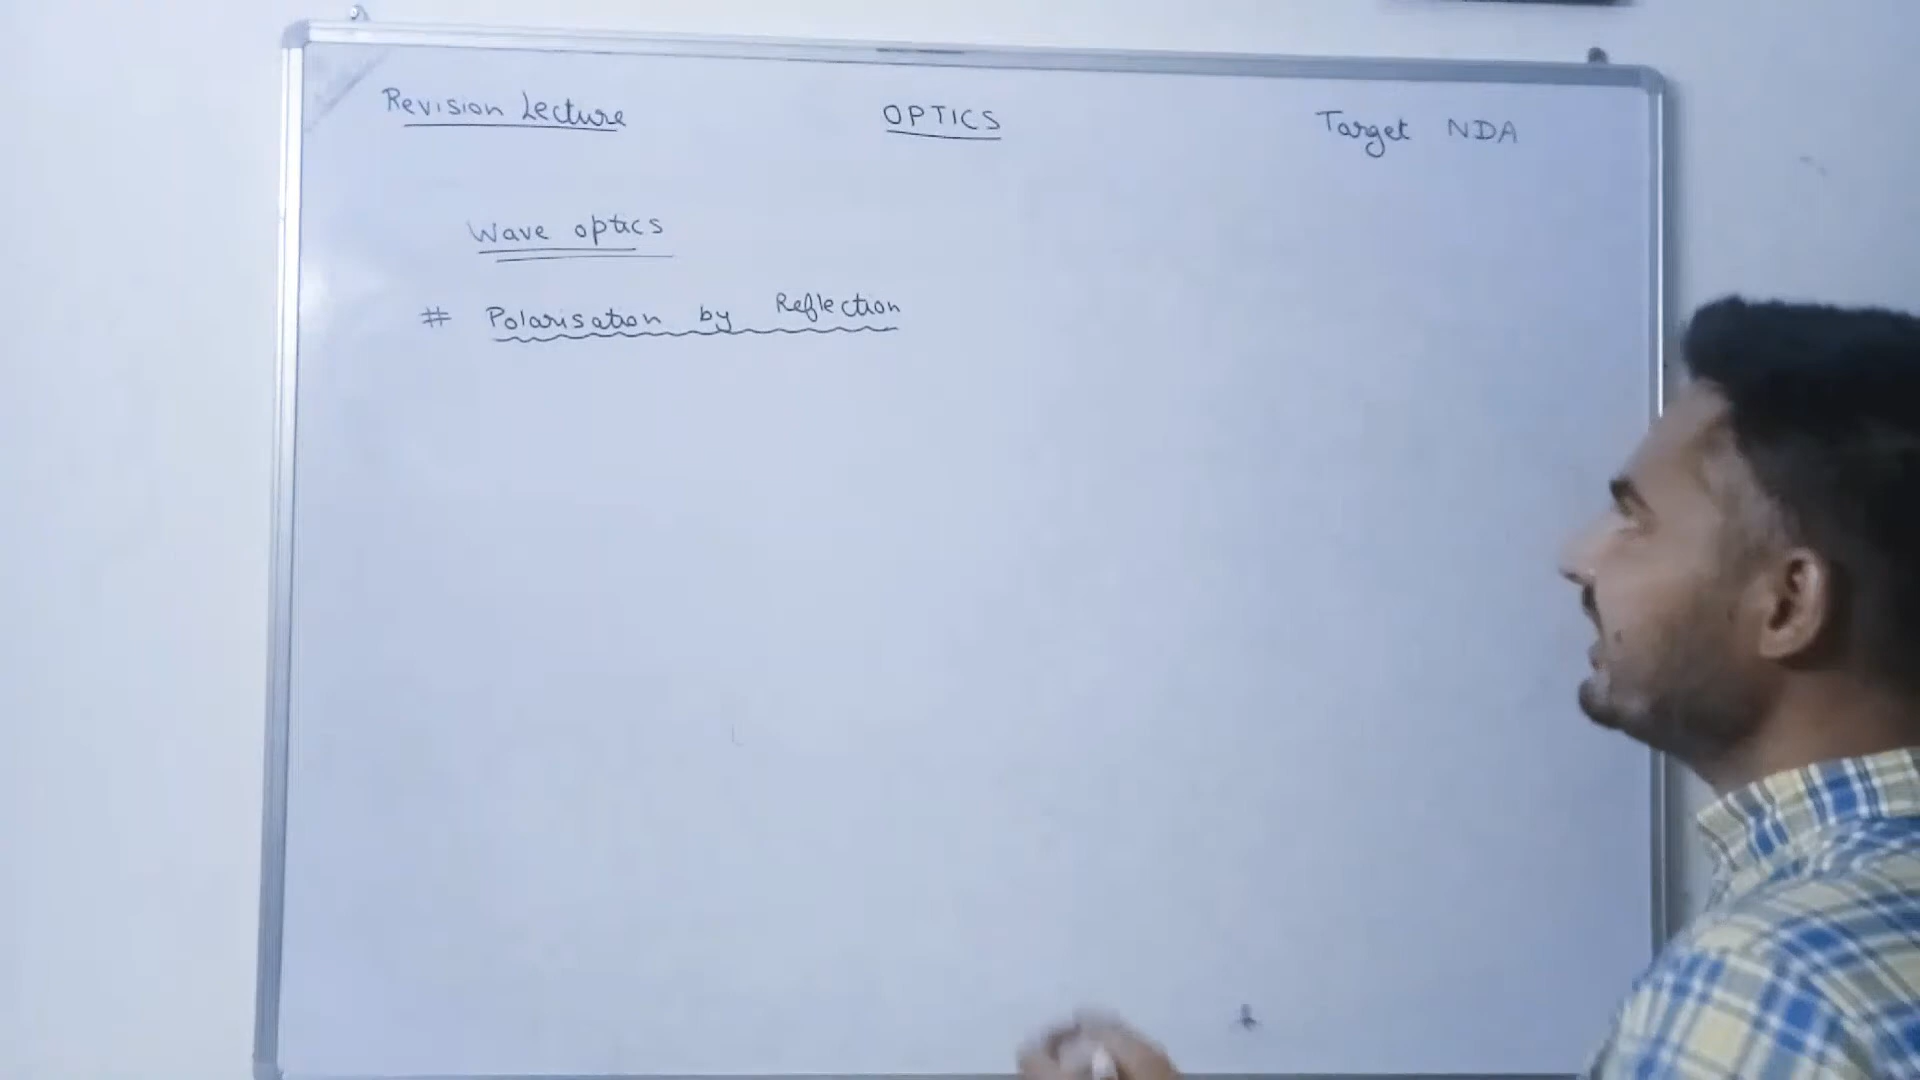 Revision Lecture OPTICS Target NDA
Wave optics
# Polarisation by Reflection